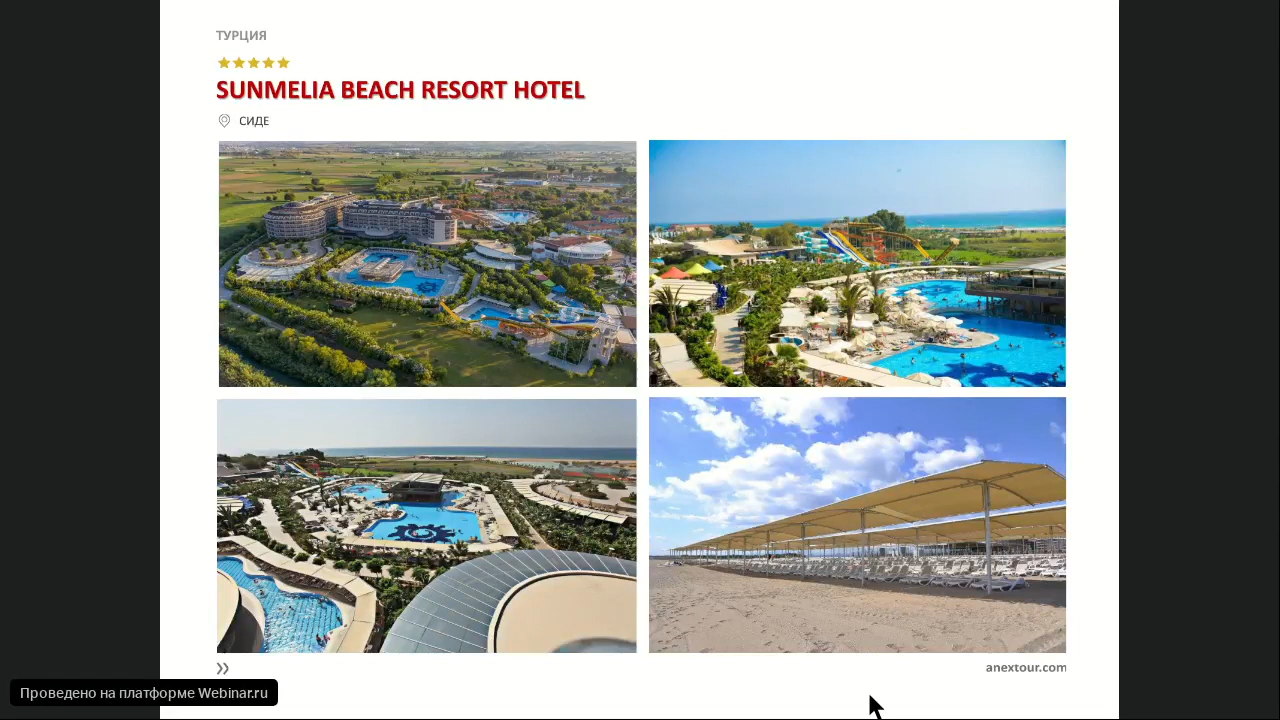 ТУРЦИЯ
SUNMELIA BEACH RESORT HOTEL
СИДЕ
anextour.com
Проведено на платформе Webinar.ru